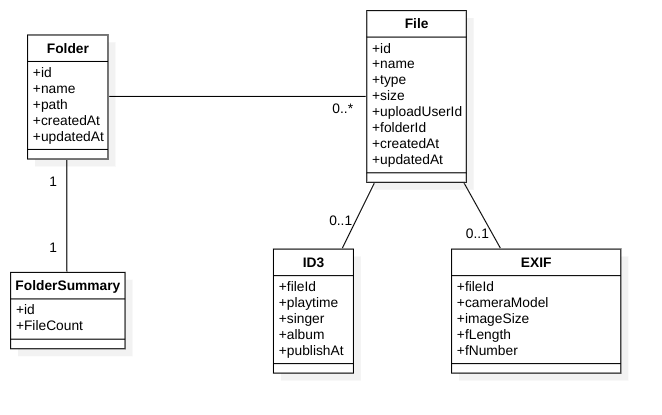 File
+id
+name
+type
+size
+uploadUserId
+folderId
+createdAt
+updatedAt
Folder
+id
+name
+path
+createdAt
+updatedAt
0..*
1
1
0..1
0..1
FolderSummary
+id
+FileCount
ID3
+fileId
+playtime
+singer
+album
+publishAt
EXIF
+fileId
+cameraModel
+imageSize
+fLength
+fNumber